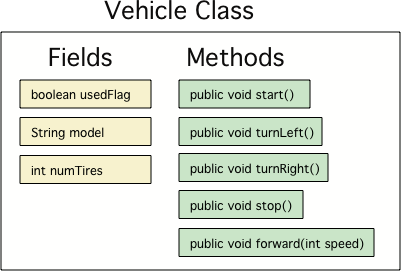 Vehicle Class
Fields
boolean usedFlag
String model
int numTires
Methods
public void start()
public void turnLeft()
public void turnRight()
public void stop()
public void forward(int speed)